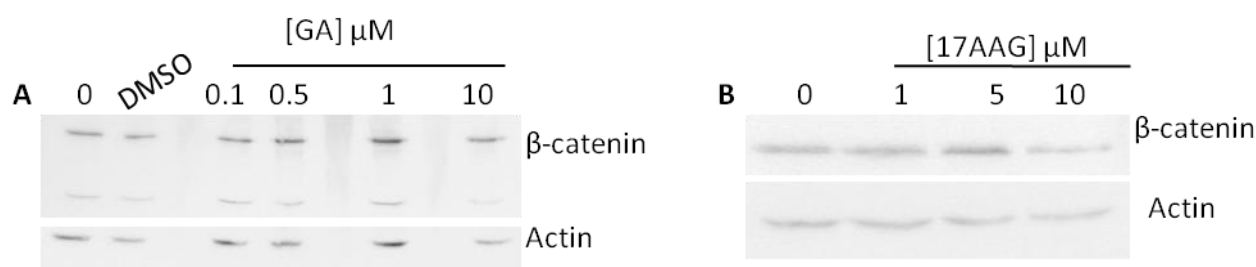 [GA] µM
A 0 DMSO 0.1 0.5 1 10
β-catenin
Actin
[17AAG] µM
B 0 1 5 10
β-catenin
Actin